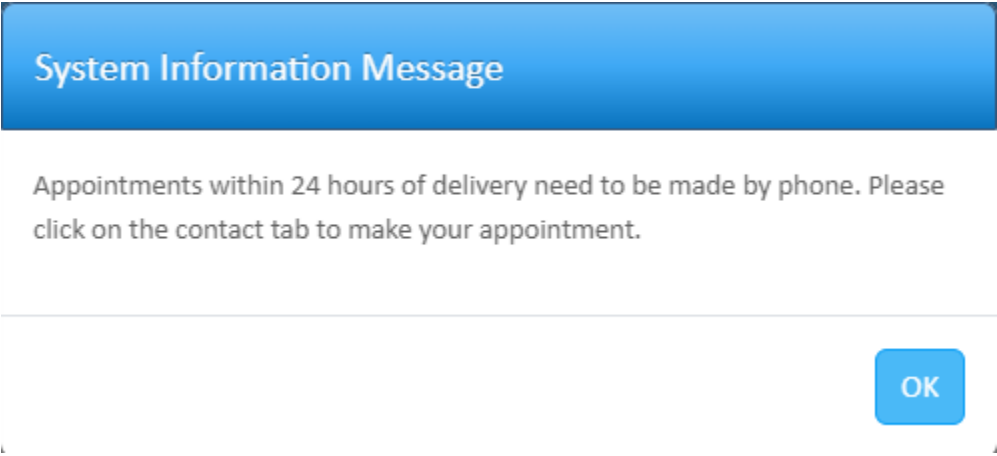 System Information Message
Appointments within 24 hours of delivery need to be made by phone. Please
click on the contact tab to make your appointment.
OK